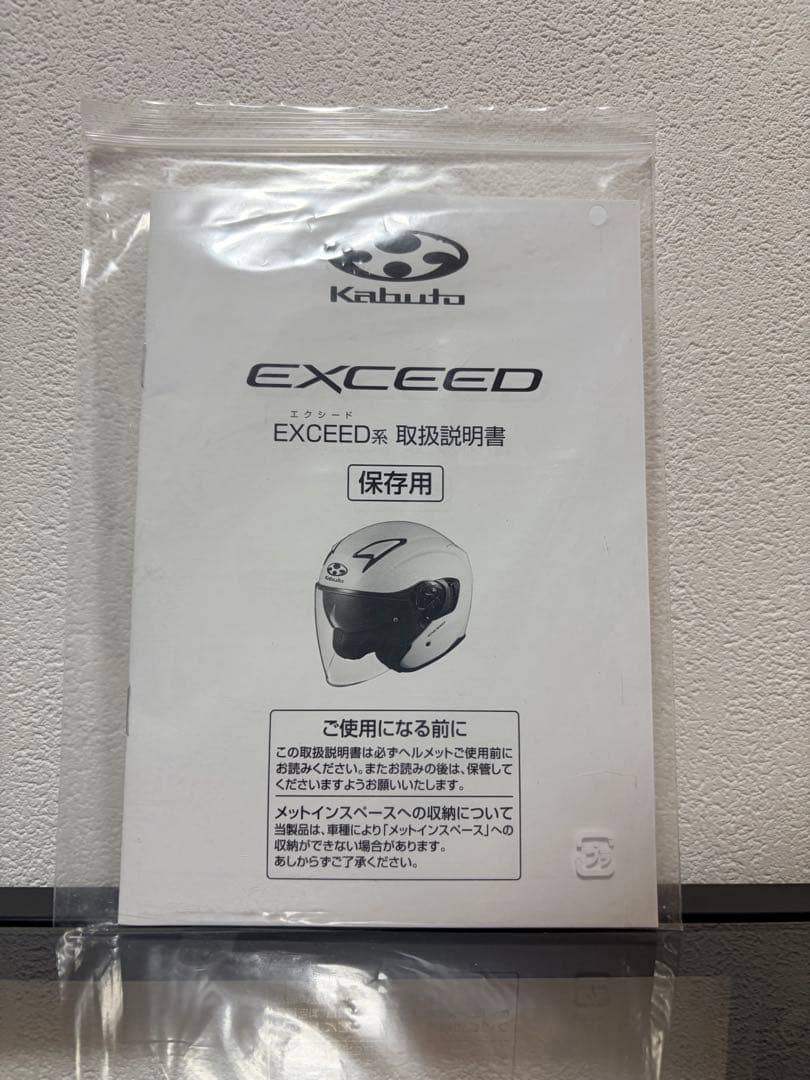 Kabuto
EXCEED
エクシード
EXCEED系 取扱説明書
保存用
Kabuto
EXCEED
ご使用になる前に
この取扱説明書は必ずヘルメットご使用前に
お読みください。またお読みの後は、保管して
くださいますようお願いいたします。
メットインスペースへの収納について
当製品は、車種により「メットインスペース」への
収納ができない場合があります。
あしからずご了承ください。
プラ